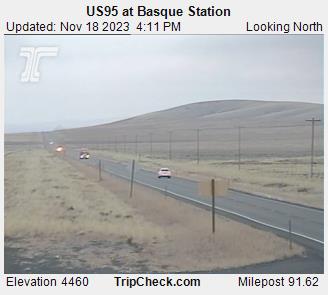 US95 at Basque Station
Updated: Nov 18 2023 4:11 PM Looking North
Elevation 4460 TripCheck.com Milepost 91.62